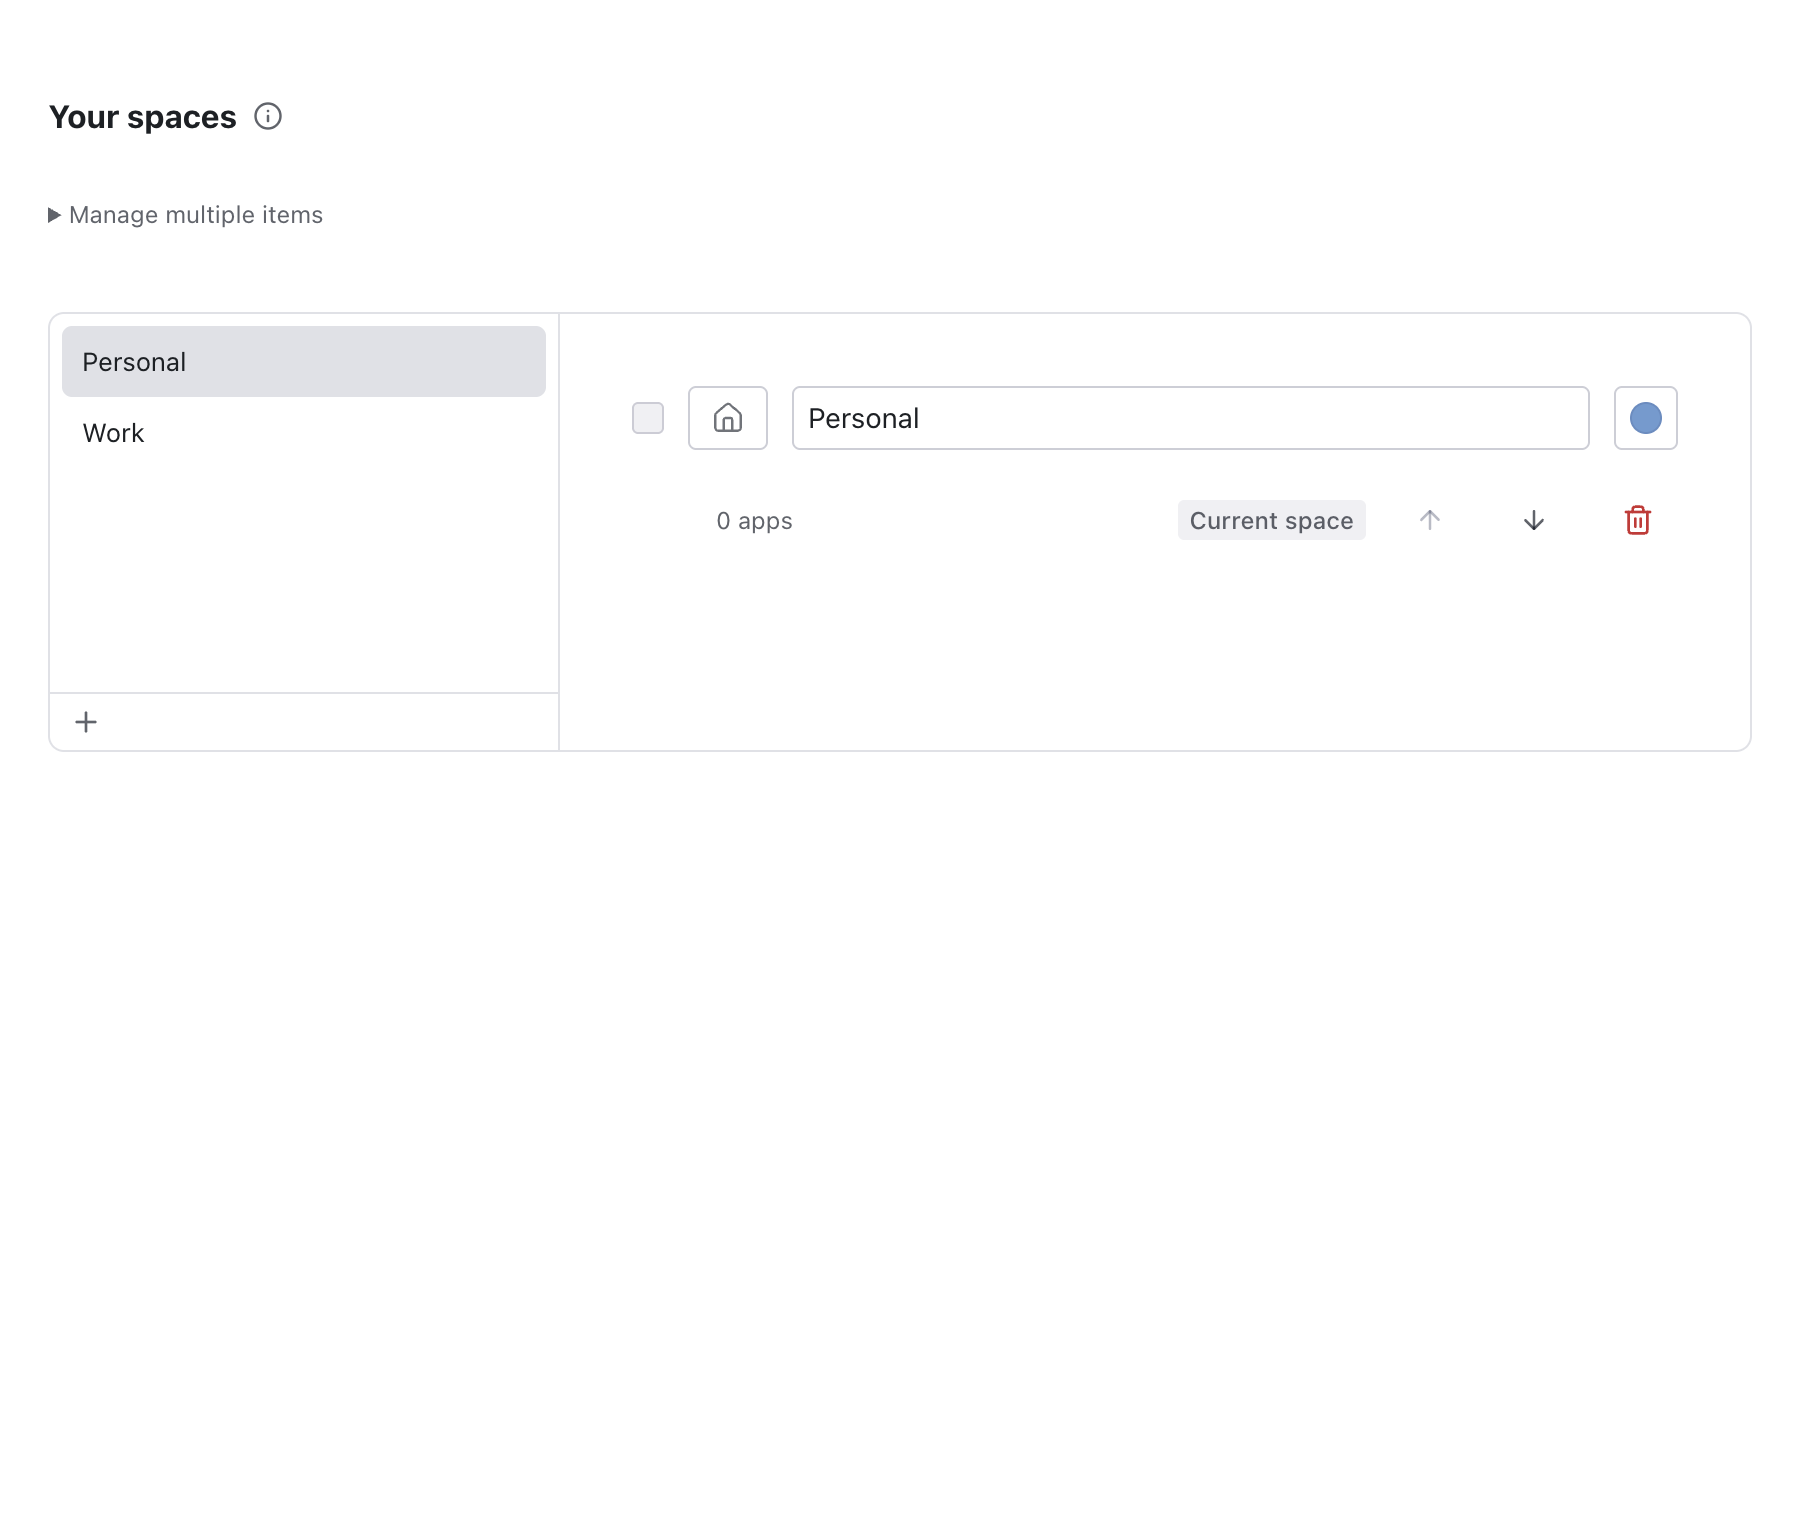 Your spaces
Manage multiple items
Personal
Work
Personal
0 apps
Current space